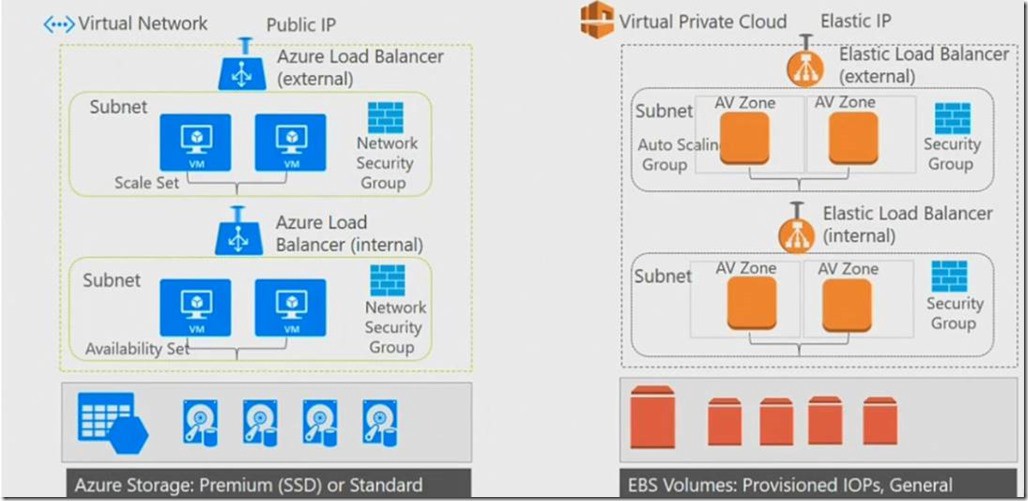 Virtual Network
Public IP
Azure Load Balancer
(external)
Subnet
VM
VM
Network
Security
Group
Scale Set
Azure Load
Balancer (internal)
Subnet
VM
VM
Network
Security
Group
Availability Set
Azure Storage: Premium (SSD) or Standard
Virtual Private Cloud
Elastic IP
Elastic Load Balancer
(external)
Subnet
AV Zone
AV Zone
Auto Scaling
Group
Security
Group
Elastic Load Balancer
(internal)
Subnet
AV Zone
AV Zone
Security
Group
EBS Volumes: Provisioned IOPs, General